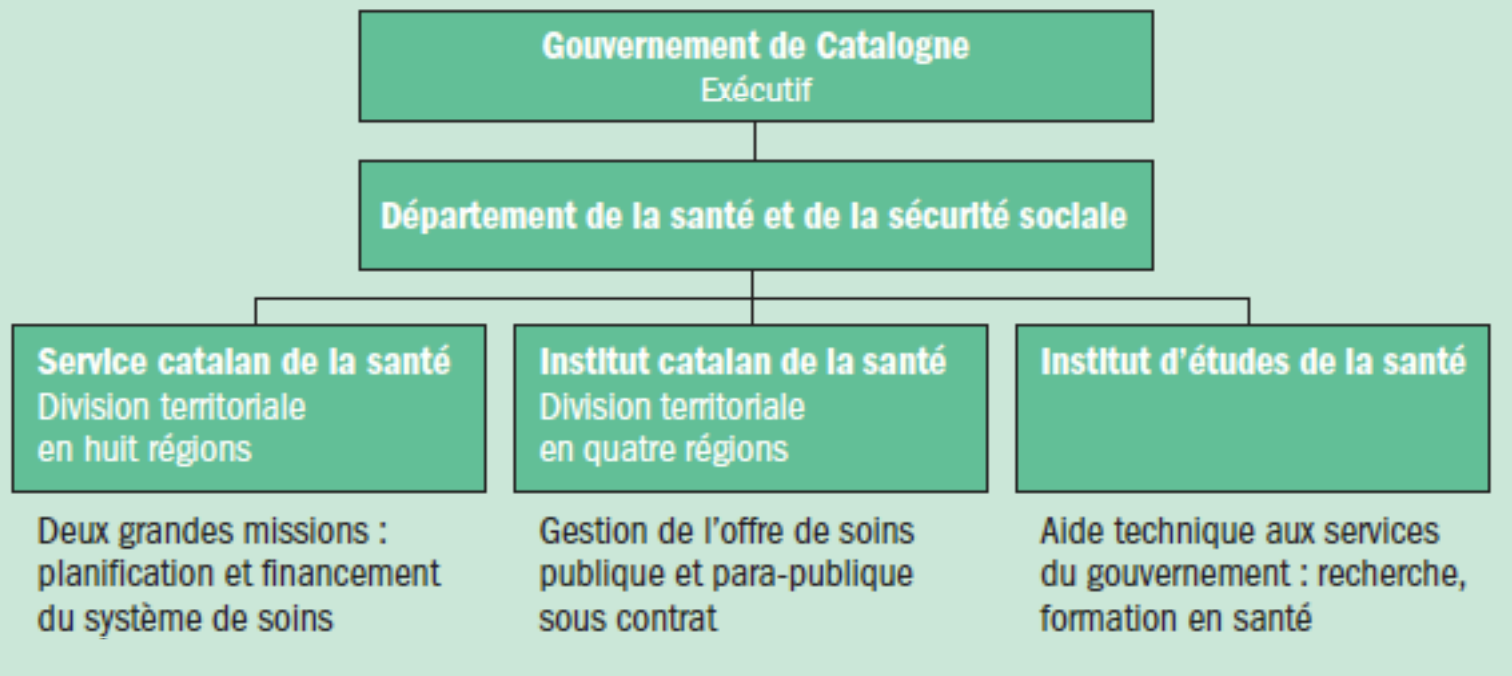 Gouvernement de Catalogne
Exécutif
Département de la santé et de la sécurité sociale
Service catalan de la santé
Division territoriale
en huit régions
Institut catalan de la santé
Division territoriale
en quatre régions
Institut d'études de la santé
Deux grandes missions :
planification et financement
du système de soins
Gestion de l'offre de soins
publique et para-publique
sous contrat
Aide technique aux services
du gouvernement : recherche,
formation en santé